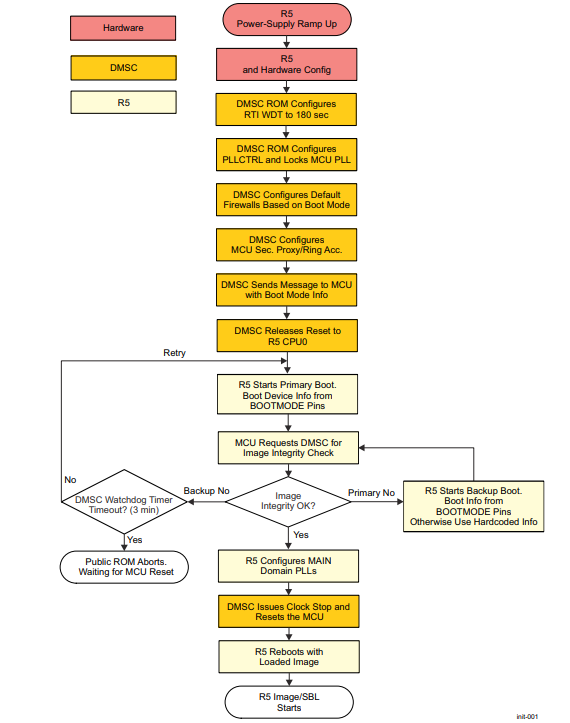 Hardware
DMSC
R5
R5
Power-Supply Ramp Up
R5
and Hardware Config
DMSC ROM Configures
RTI WDT to 180 sec
DMSC ROM Configures
PLLCTRL and Locks MCU PLL
DMSC Configures Default
Firewalls Based on Boot Mode
DMSC Configures
MCU Sec. Proxy/Ring Acc.
DMSC Sends Message to MCU
with Boot Mode Info
DMSC Releases Reset to
R5 CPU0
Retry
R5 Starts Primary Boot.
Boot Device Info from
BOOTMODE Pins
MCU Requests DMSC for
Image Integrity Check
No
DMSC Watchdog Timer
Timeout? (3 min)
Backup No
Image
Integrity OK?
Primary No
R5 Starts Backup Boot.
Boot Info from
BOOTMODE Pins
Otherwise Use Hardcoded Info
Yes
Yes
Public ROM Aborts.
Waiting for MCU Reset
R5 Configures MAIN
Domain PLLs
DMSC Issues Clock Stop and
Resets the MCU
R5 Reboots with
Loaded Image
R5 Image/SBL
Starts
init-001